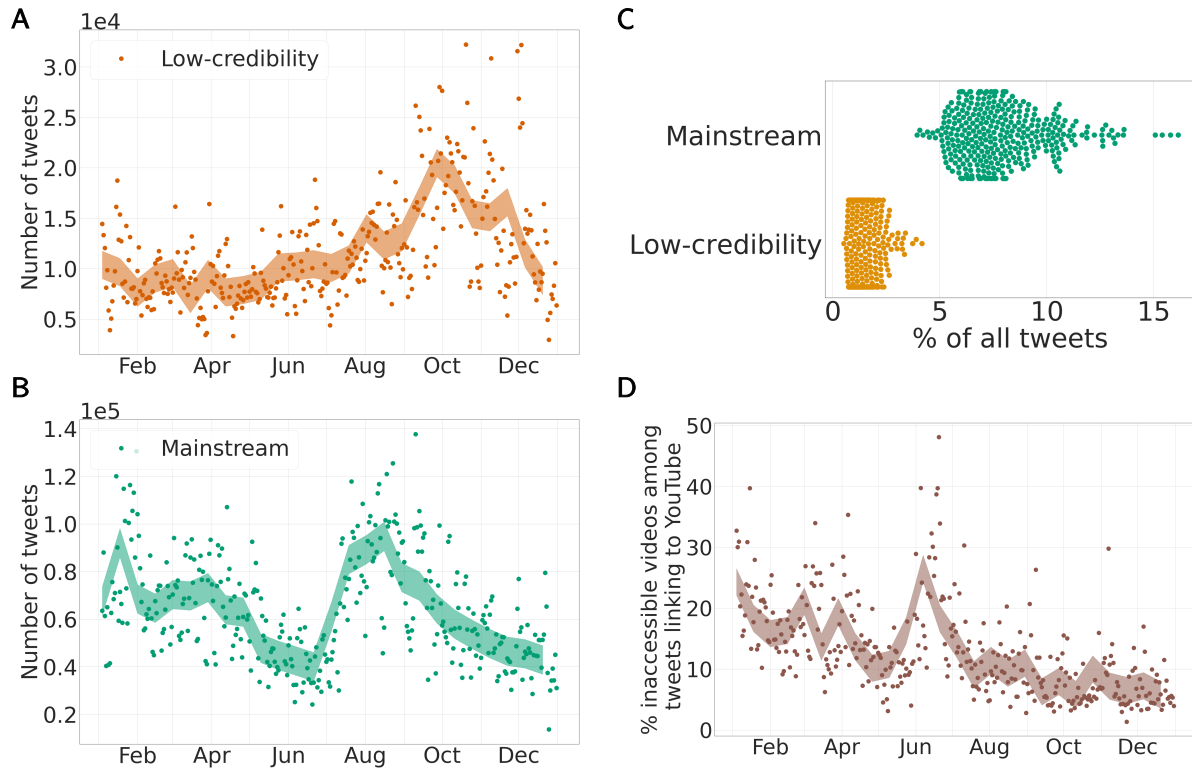 A
1e4
Low-credibility
Number of tweets
3.0
2.5
2.0
1.5
1.0
0.5
Feb Apr Jun Aug Oct Dec
B
1e5
Mainstream
Number of tweets
1.4
1.2
1.0
0.8
0.6
0.4
0.2
Feb Apr Jun Aug Oct Dec
C
Mainstream
Low-credibility
0 5 10 15
% of all tweets
D
% inaccessible videos among
tweets linking to YouTube
50
40
30
20
10
0
Feb Apr Jun Aug Oct Dec